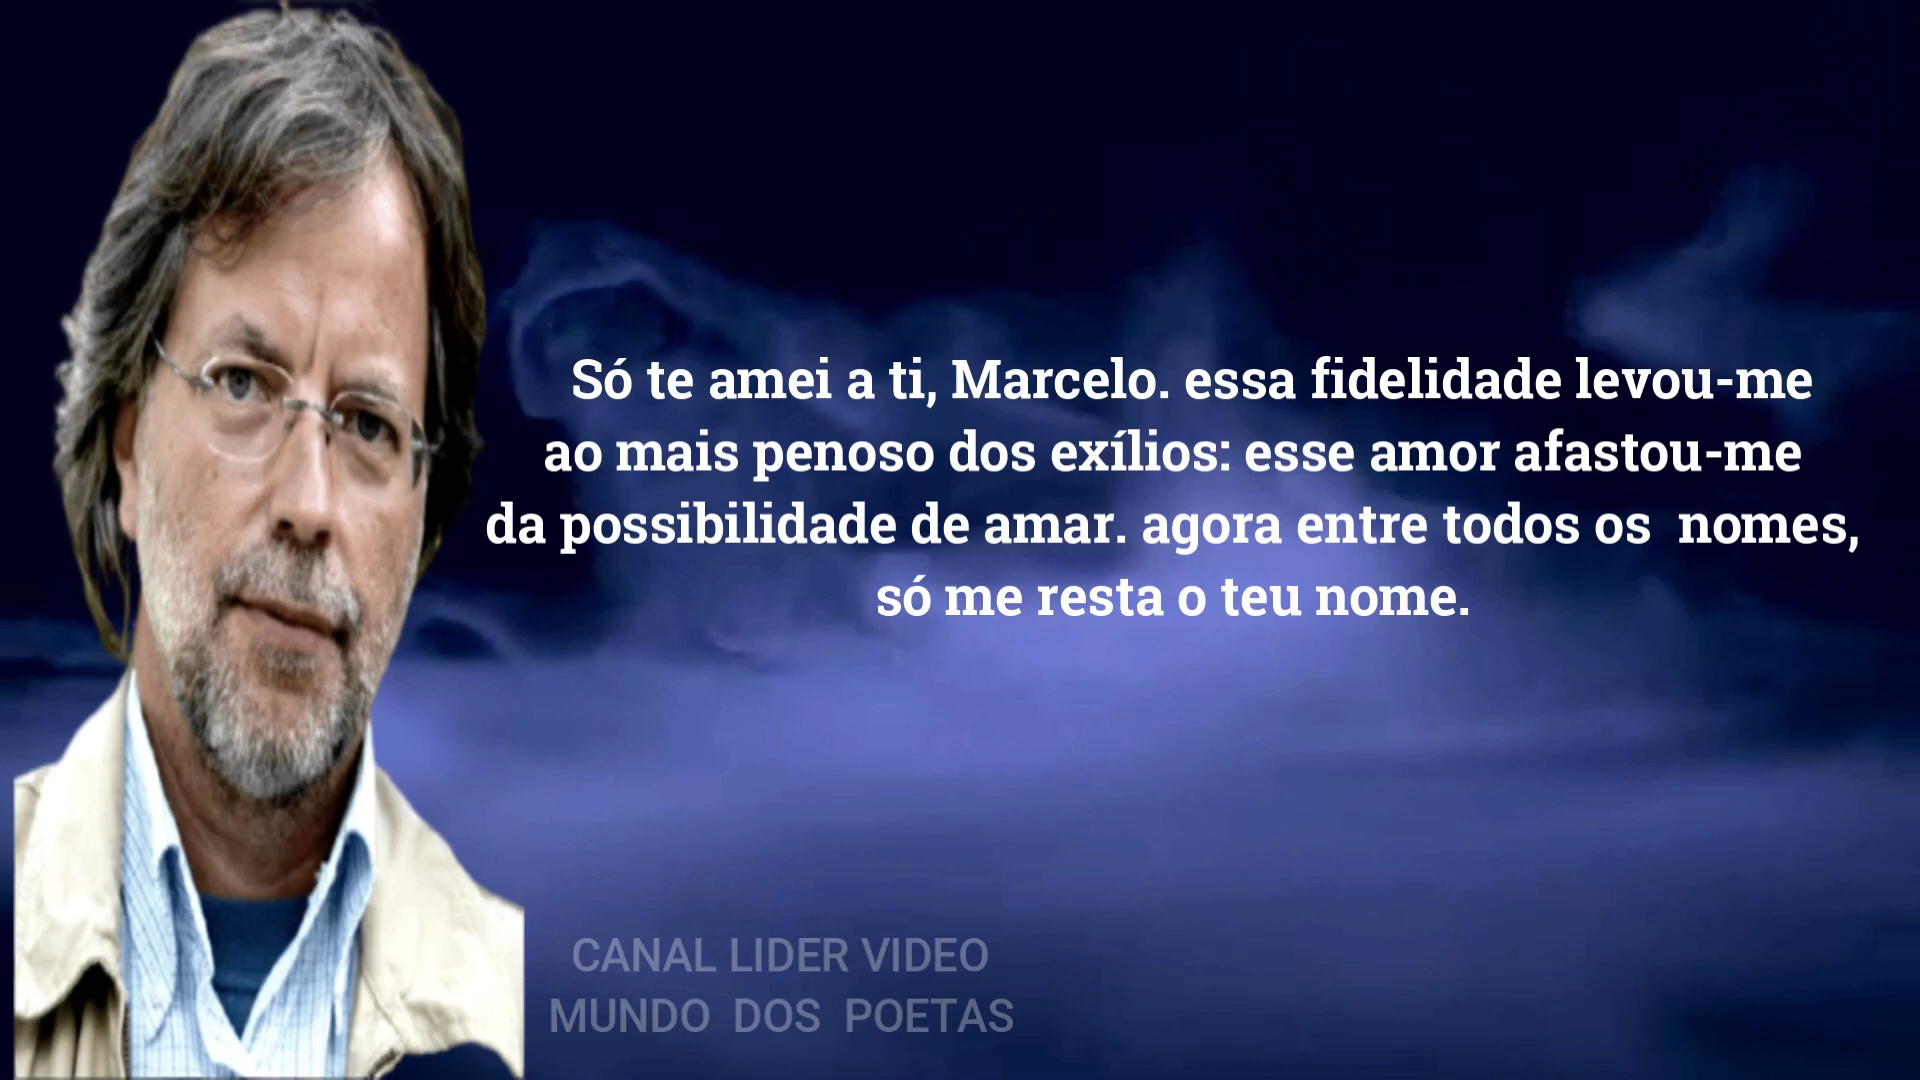 Só te amei a ti, Marcelo. essa fidelidade levou-me
ao mais penoso dos exílios: esse amor afastou-me
da possibilidade de amar. agora entre todos os  nomes,
só me resta o teu nome.
CANAL LIDER VIDEO
MUNDO  DOS  POETAS